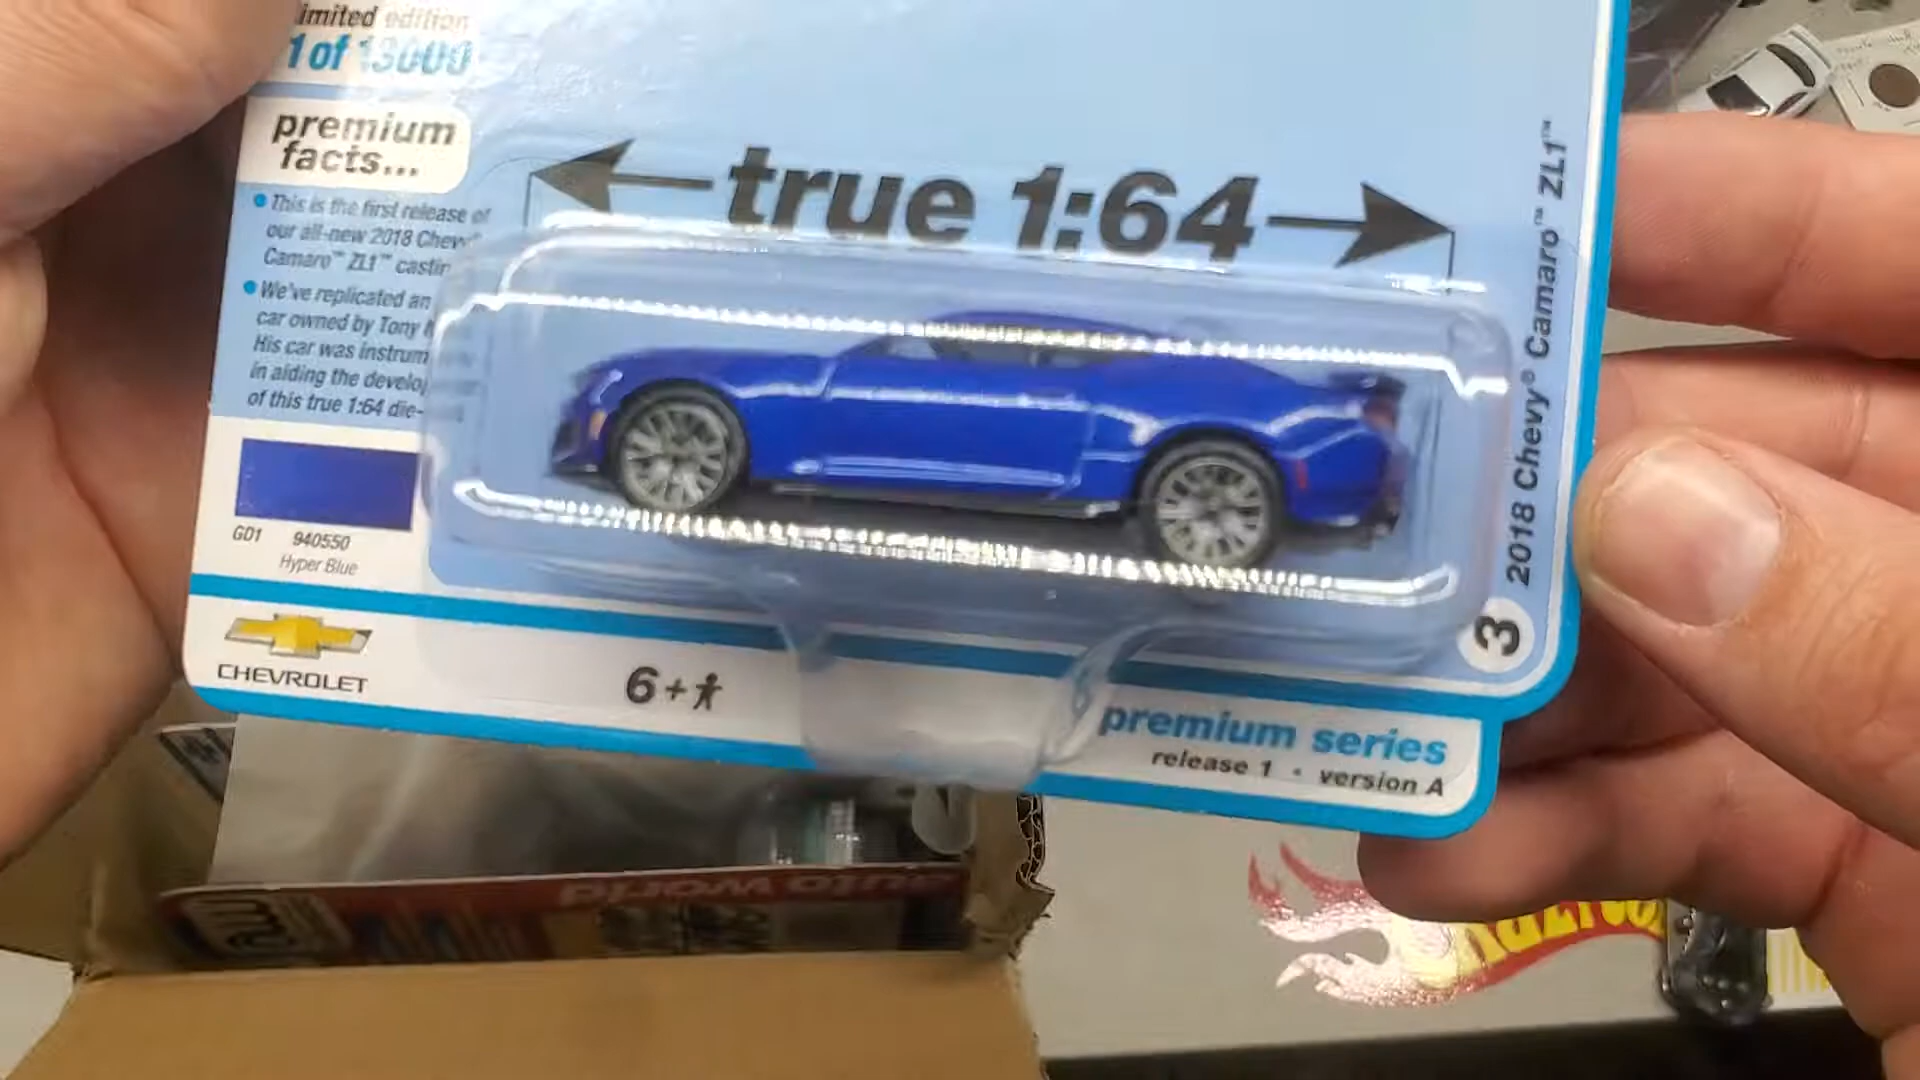 limited edition
1 of 13000
premium
facts...
This is the first release of
our all-new 2018 Chevy
Camaro™ ZL1™
We've replicated an
car owned by Tony
His car was
in aiding the
of this true 1:64 die-
true 1:64
2018 Chevy® Camaro™ ZL1™
3
G01 940550
Hyper Blue
CHEVROLET
6+
premium series
release 1 • version A
auto world